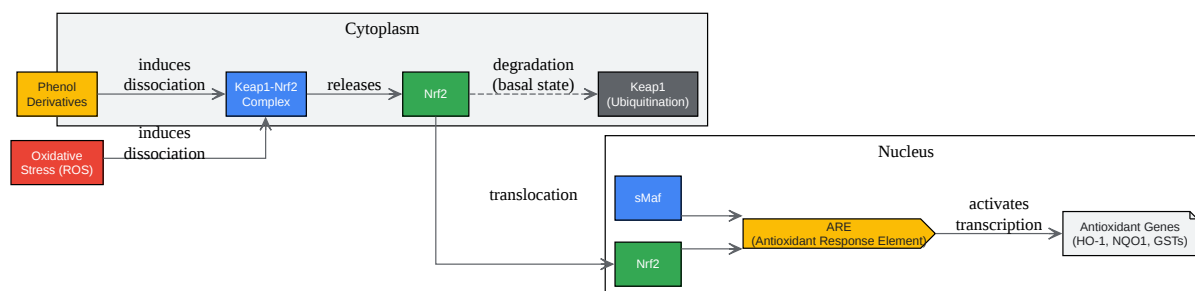 Cytoplasm
Phenol
Derivatives
induces
dissociation
Keap1-Nrf2
Complex
releases
Nrf2
degradation
(basal state)
Keap1
(Ubiquitination)
Oxidative
Stress (ROS)
induces
dissociation
translocation
Nucleus
sMaf
Nrf2
ARE
(Antioxidant Response Element)
activates
transcription
Antioxidant Genes
(HO-1, NQO1, GSTs)